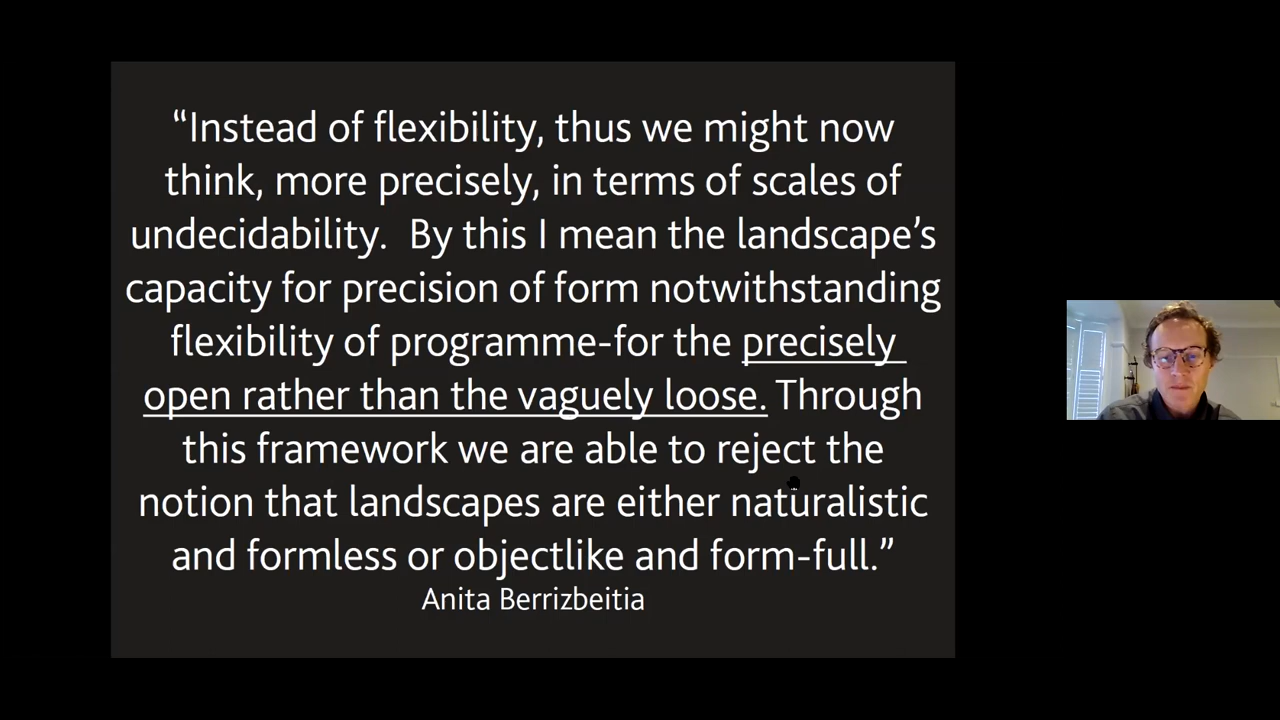 “Instead of flexibility, thus we might now
think, more precisely, in terms of scales of
undecidability.  By this I mean the landscape’s
capacity for precision of form notwithstanding
flexibility of programme-for the precisely
open rather than the vaguely loose. Through
this framework we are able to reject the
notion that landscapes are either naturalistic
and formless or objectlike and form-full.”
Anita Berrizbeitia